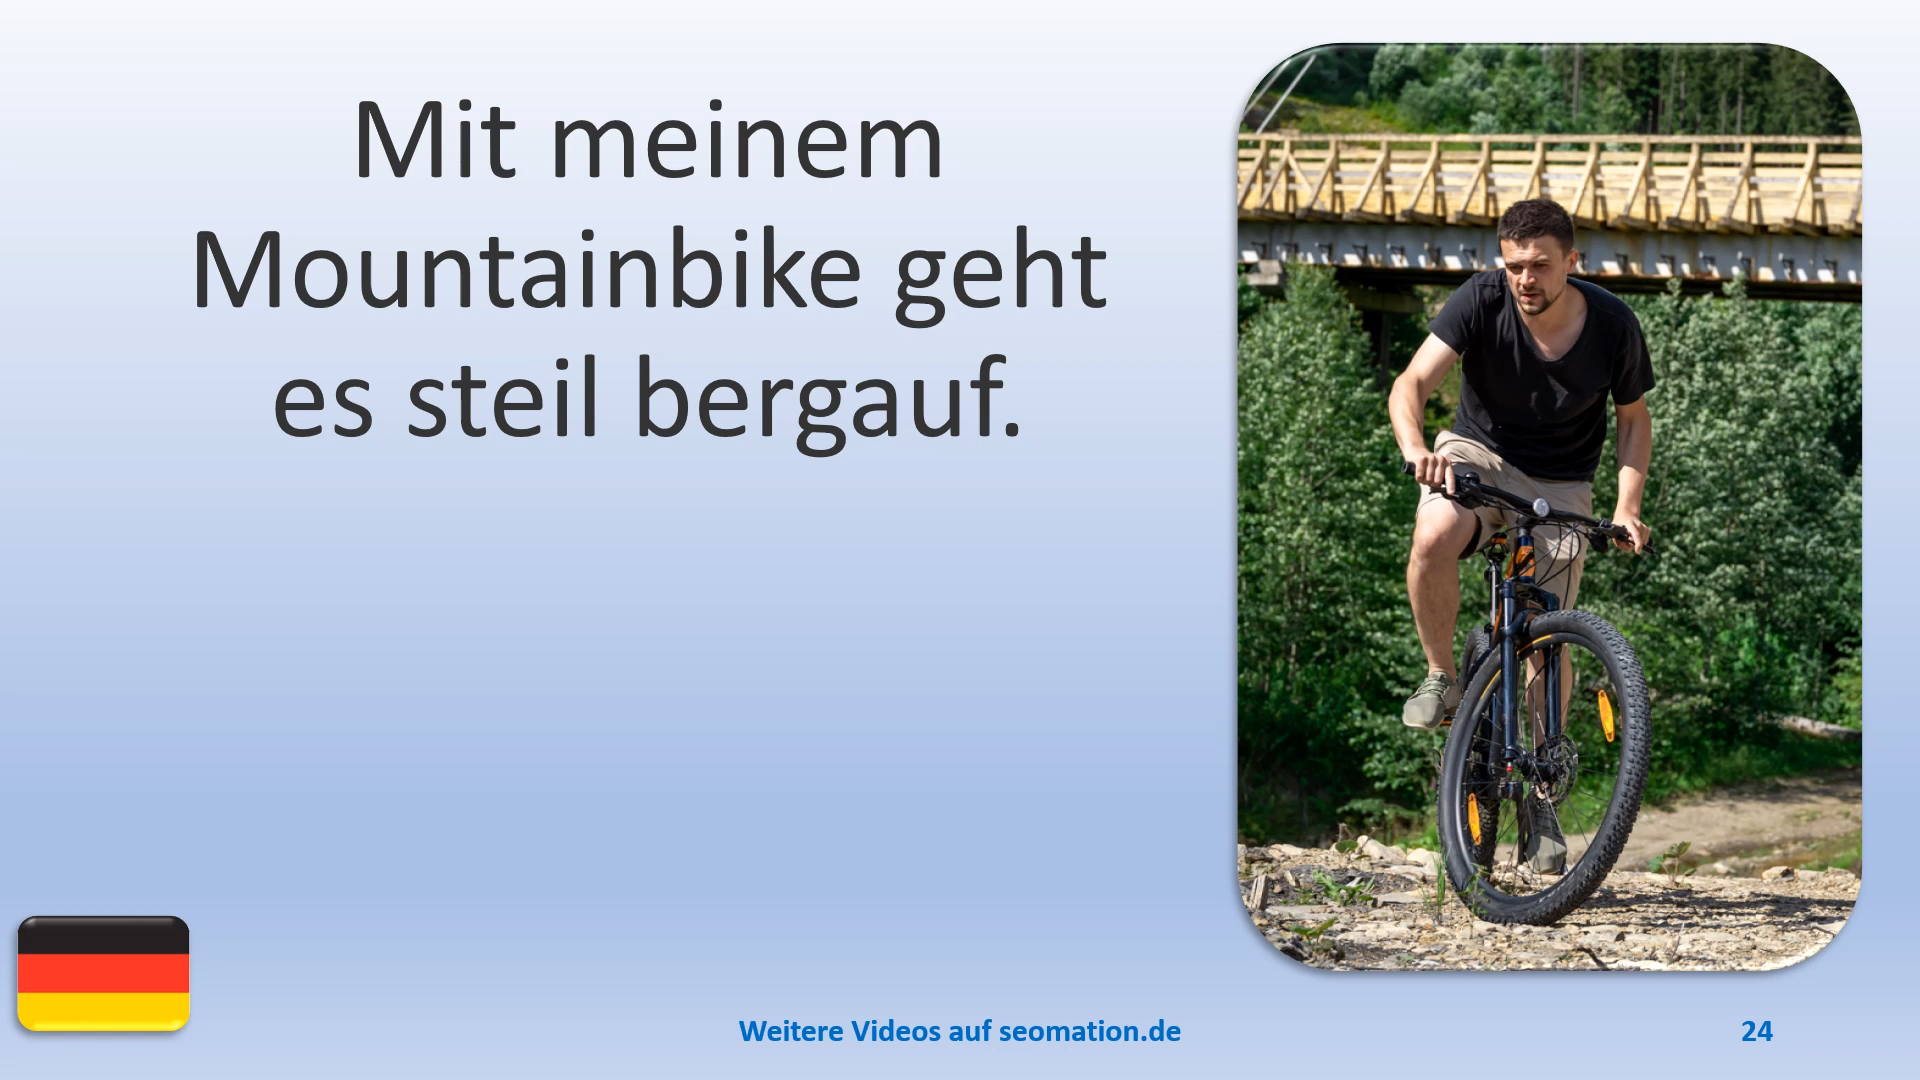 Mit meinem
Mountainbike geht
es steil bergauf.
Weitere Videos auf seomation.de
24